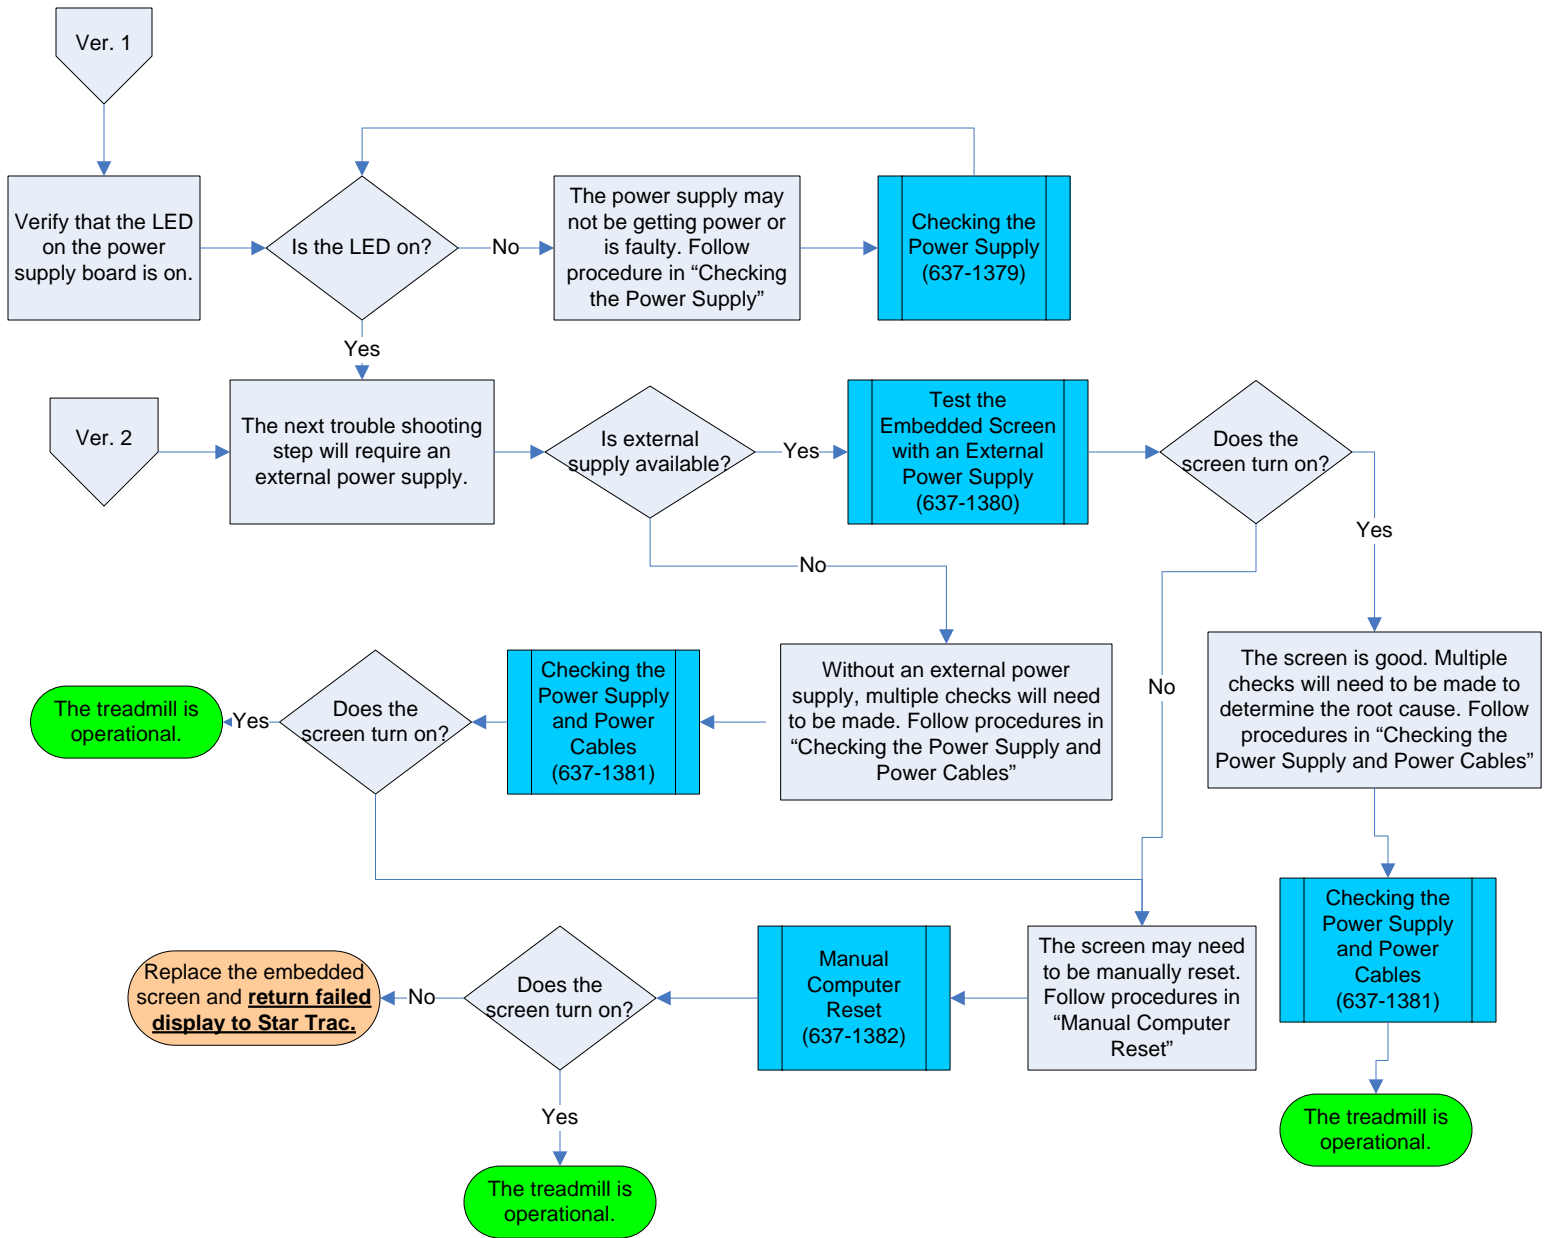 Ver. 1
Verify that the LED
on the power
supply board is on.
Is the LED on?
No
The power supply may
not be getting power or
is faulty. Follow
procedure in “Checking
the Power Supply”
Checking the
Power Supply
(637-1379)
Yes
Ver. 2
The next trouble shooting
step will require an
external power supply.
Is external
supply available?
Yes
Test the
Embedded Screen
with an External
Power Supply
(637-1380)
Does the
screen turn on?
Yes
No
No
The screen is good. Multiple
checks will need to be made to
determine the root cause. Follow
procedures in “Checking the
Power Supply and Power Cables”
Without an external power
supply, multiple checks will need
to be made. Follow procedures in
“Checking the Power Supply and
Power Cables”
Checking the
Power Supply
and Power
Cables
(637-1381)
Does the
screen turn on?
Yes
The treadmill is
operational.
Checking the
Power Supply
and Power
Cables
(637-1381)
The treadmill is
operational.
The screen may need
to be manually reset.
Follow procedures in
“Manual Computer
Reset”
Manual
Computer
Reset
(637-1382)
Does the
screen turn on?
No
Replace the embedded
screen and return failed
display to Star Trac.
Yes
The treadmill is
operational.